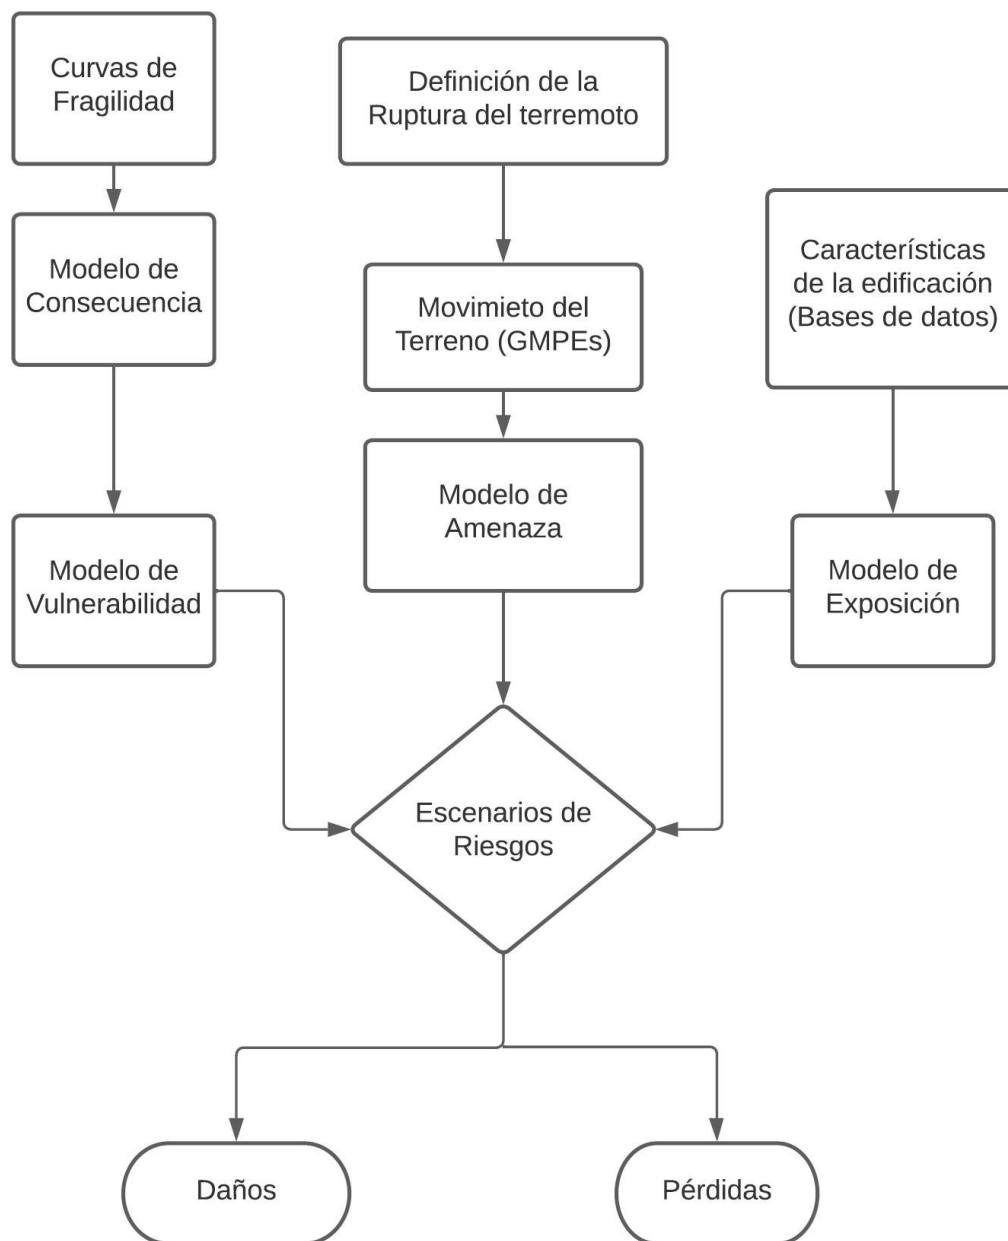 Curvas de
Fragilidad
Definición de la
Ruptura del terremoto
Modelo de
Consecuencia
Movimieto del
Terreno (GMPEs)
Características
de la edificación
(Bases de datos)
Modelo de
Vulnerabilidad
Modelo de
Amenaza
Modelo de
Exposición
Escenarios de
Riesgos
Daños
Pérdidas